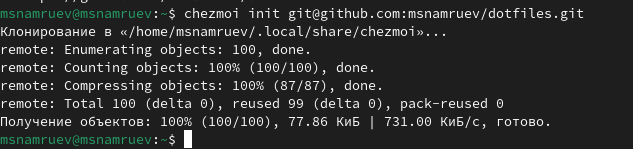 msnamruev@msnamruev:~$ chezmoi init git@github.com:msnamruev/dotfiles.git
Клонирование в «/home/msnamruev/.local/share/chezmoi»...
remote: Enumerating objects: 100, done.
remote: Counting objects: 100% (100/100), done.
remote: Compressing objects: 100% (87/87), done.
remote: Total 100 (delta 0), reused 99 (delta 0), pack-reused 0
Получение объектов: 100% (100/100), 77.86 КиБ | 731.00 КиБ/с, готово.
msnamruev@msnamruev:~$